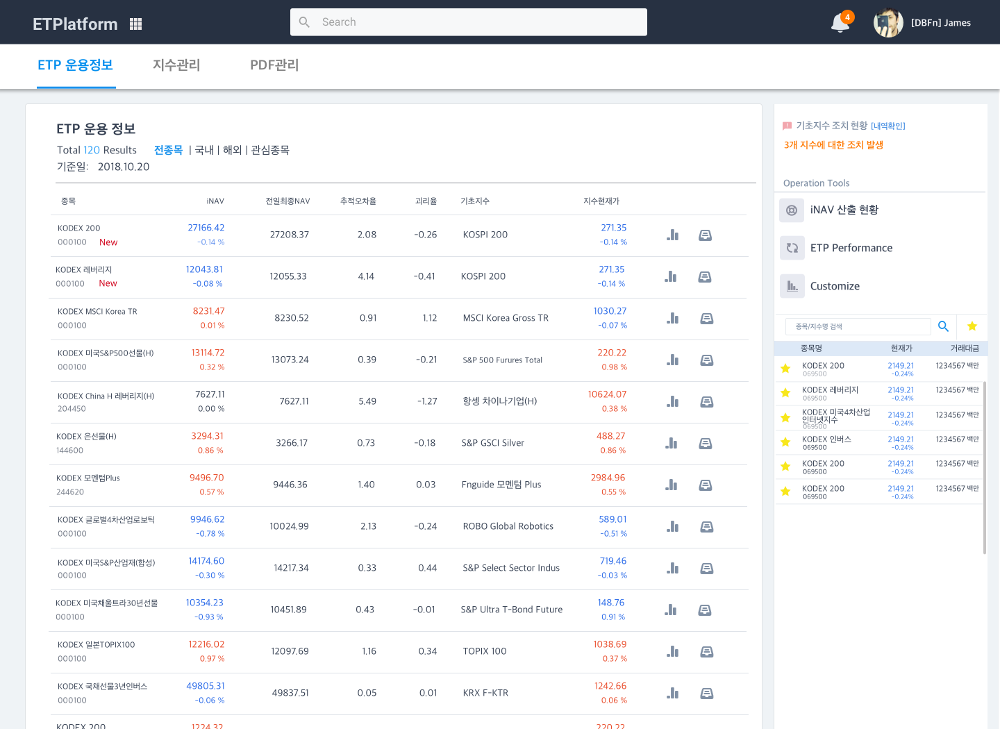 ETPlatform
Search
4
[DBFn] James
ETP 운용정보 지수관리 PDF관리
ETP 운용 정보
Total 120 Results 전종목 | 국내 | 해외 | 관심종목
기준일: 2018.10.20
종목 iNAV 전일최종NAV 추적오차율 괴리율 기초지수 지수현재가
KODEX 200 27166.42 27208.37 2.08 -0.26 KOSPI 200 271.35
000100 New -0.14 % -0.14 %
KODEX 레버리지 12043.81 12055.33 4.14 -0.41 KOSPI 200 271.35
000100 New -0.08 % -0.14 %
KODEX MSCI Korea TR 8231.47 8230.52 0.91 1.12 MSCI Korea Gross TR 1030.27
000100 0.01 % -0.07 %
KODEX 미국S&P500선물(H) 13114.72 13073.24 0.39 -0.21 S&P 500 Furures Total 220.22
000100 0.32 % 0.98 %
KODEX China H 레버리지(H) 7627.11 7627.11 5.49 -1.27 항셍 차이나기업(H) 10624.07
204450 0.00 % 0.38 %
KODEX 은선물(H) 3294.31 3266.17 0.73 -0.18 S&P GSCI Silver 488.27
144600 0.86 % 0.86 %
KODEX 모멘텀Plus 9496.70 9446.36 1.40 0.03 Fnguide 모멘텀 Plus 2984.96
244620 0.57 % 0.55 %
KODEX 글로벌4차산업로보틱 9946.62 10024.99 2.13 -0.24 ROBO Global Robotics 589.01
000100 -0.78 % -0.51 %
KODEX 미국S&P산업재(합성) 14174.60 14217.34 0.33 0.44 S&P Select Sector Indus 719.46
000100 -0.30 % -0.03 %
KODEX 미국채울트라30년선물 10354.23 10451.89 0.43 -0.01 S&P Ultra T-Bond Future 148.76
000100 -0.93 % 0.91 %
KODEX 일본TOPIX100 12216.02 12097.69 1.16 0.34 TOPIX 100 1038.69
000100 0.97 % 0.37 %
KODEX 국채선물3년인버스 49805.31 49837.51 0.05 0.01 KRX F-KTR 1242.66
000100 -0.06 % 0.06 %
KODEX 200 1224.32 220.22
기초지수 조치 현황 [내역확인]
3개 지수에 대한 조치 발생
Operation Tools
iNAV 산출 현황
ETP Performance
Customize
종목/지수명 검색
종목명 현재가 거래대금
KODEX 200 2149.21 1234567 백만
069500 -0.24%
KODEX 레버리지 2149.21 1234567 백만
069500 -0.24%
KODEX 미국4차산업 2149.21 1234567 백만
인터넷지수 -0.24%
069500
KODEX 인버스 2149.21 1234567 백만
069500 -0.24%
KODEX 200 2149.21 1234567 백만
069500 -0.24%
KODEX 200 2149.21 1234567 백만
069500 -0.24%